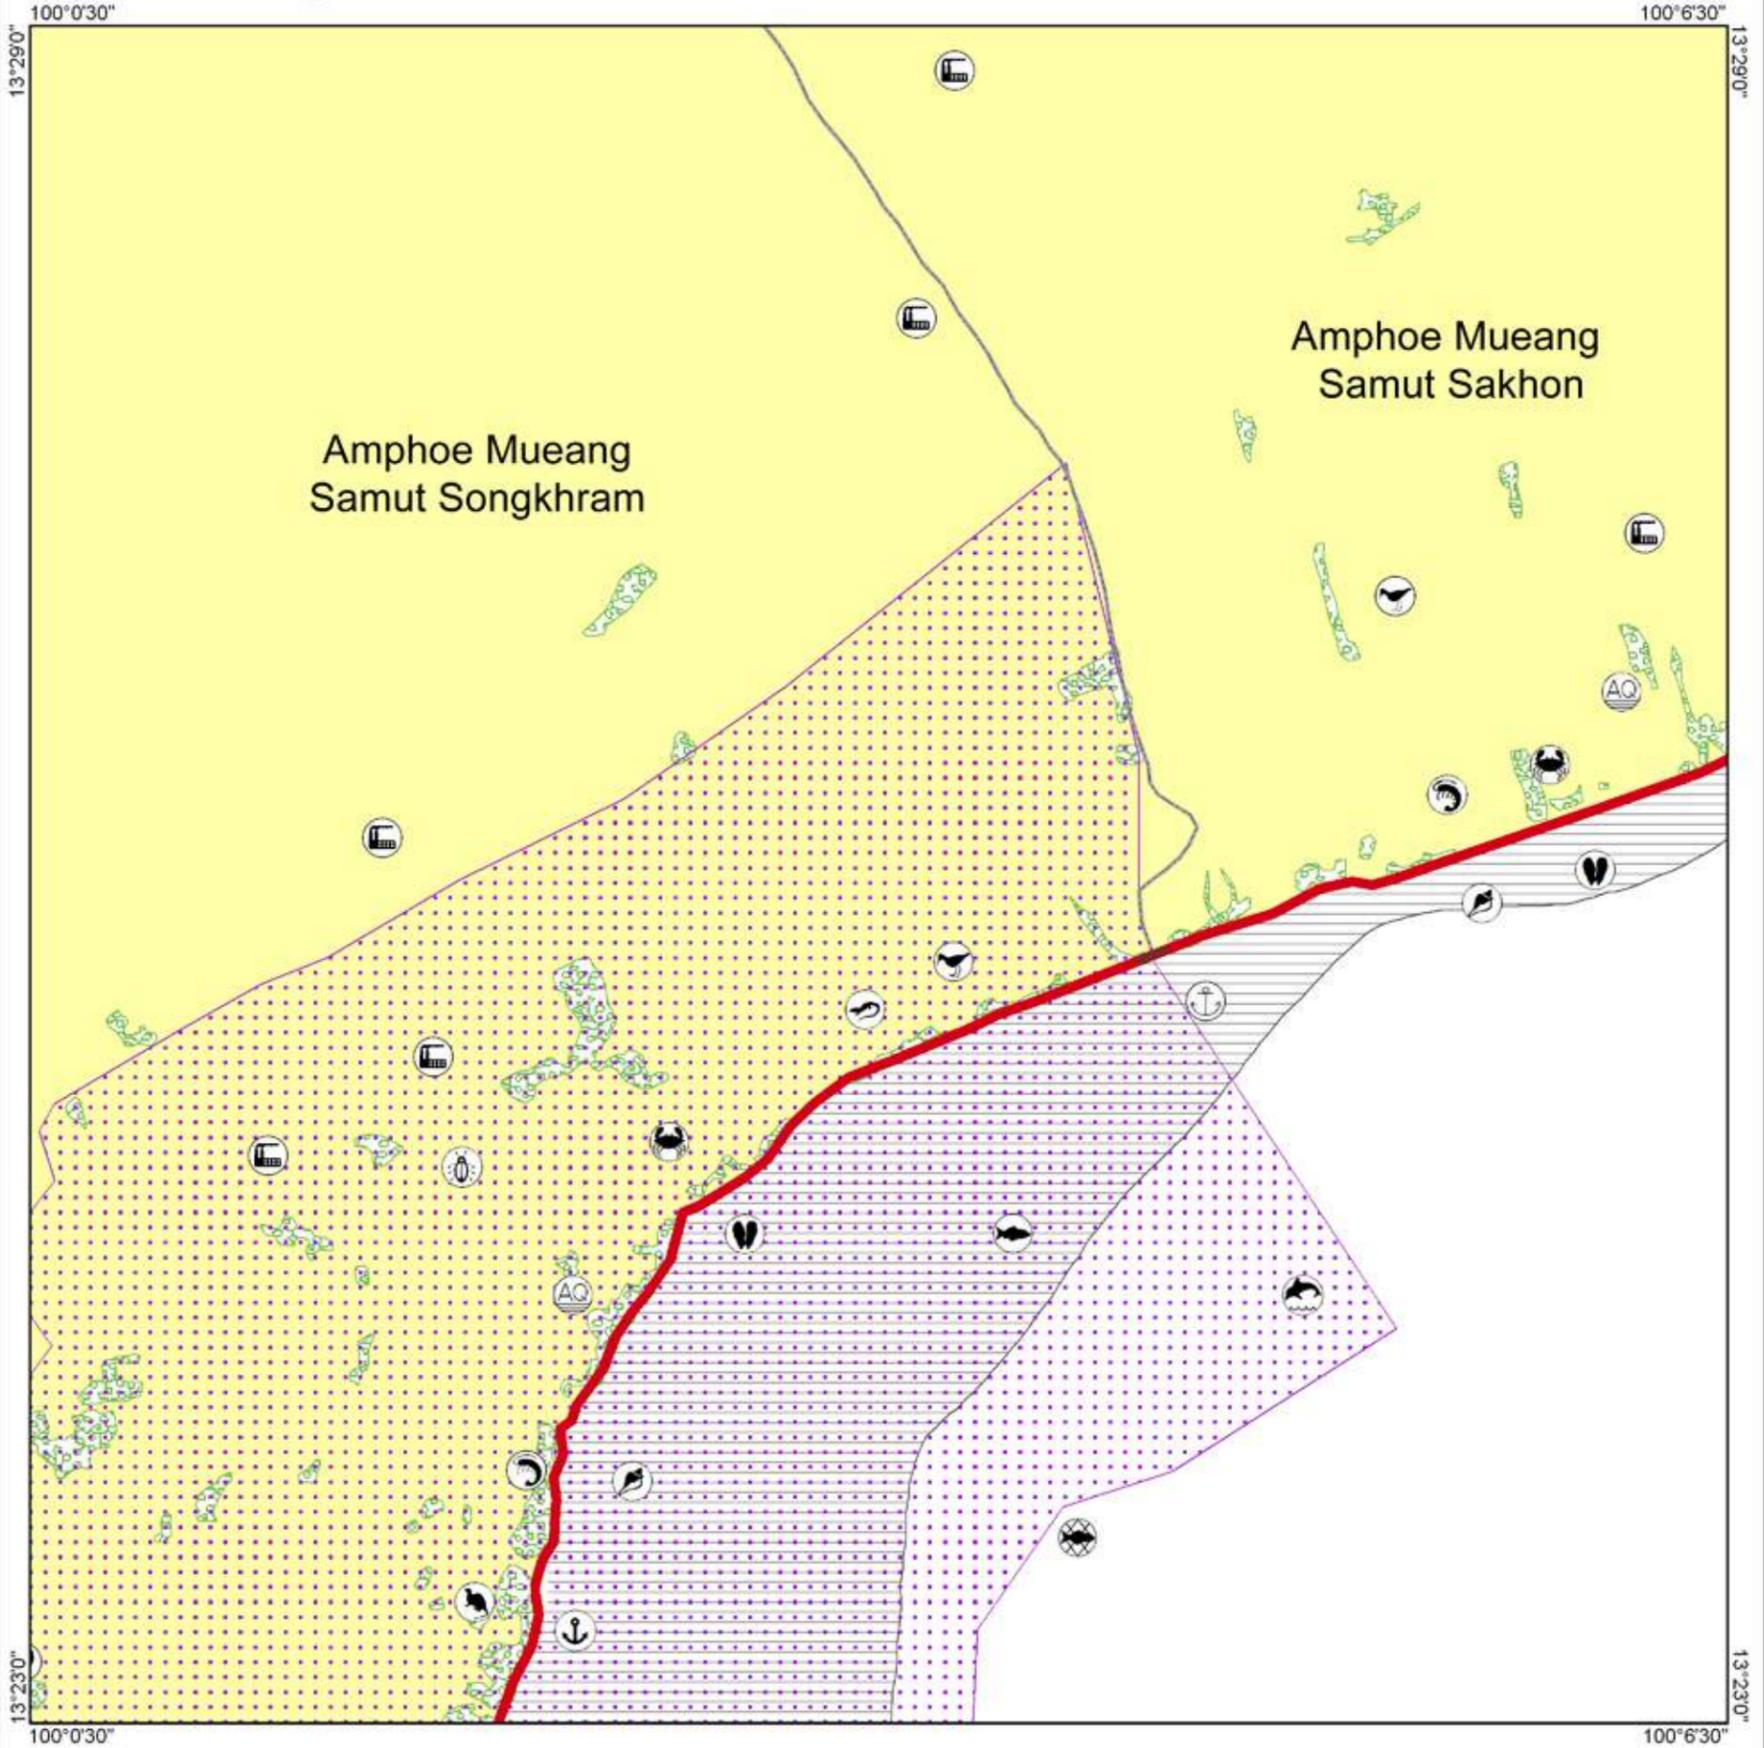 100°0'30"
100°6'30"
13°29'0"
13°29'0"
Amphoe Mueang
Samut Sakhon
Amphoe Mueang
Samut Songkhram
AQ
AQ
13°23'0"
13°23'0"
100°0'30"
100°6'30"